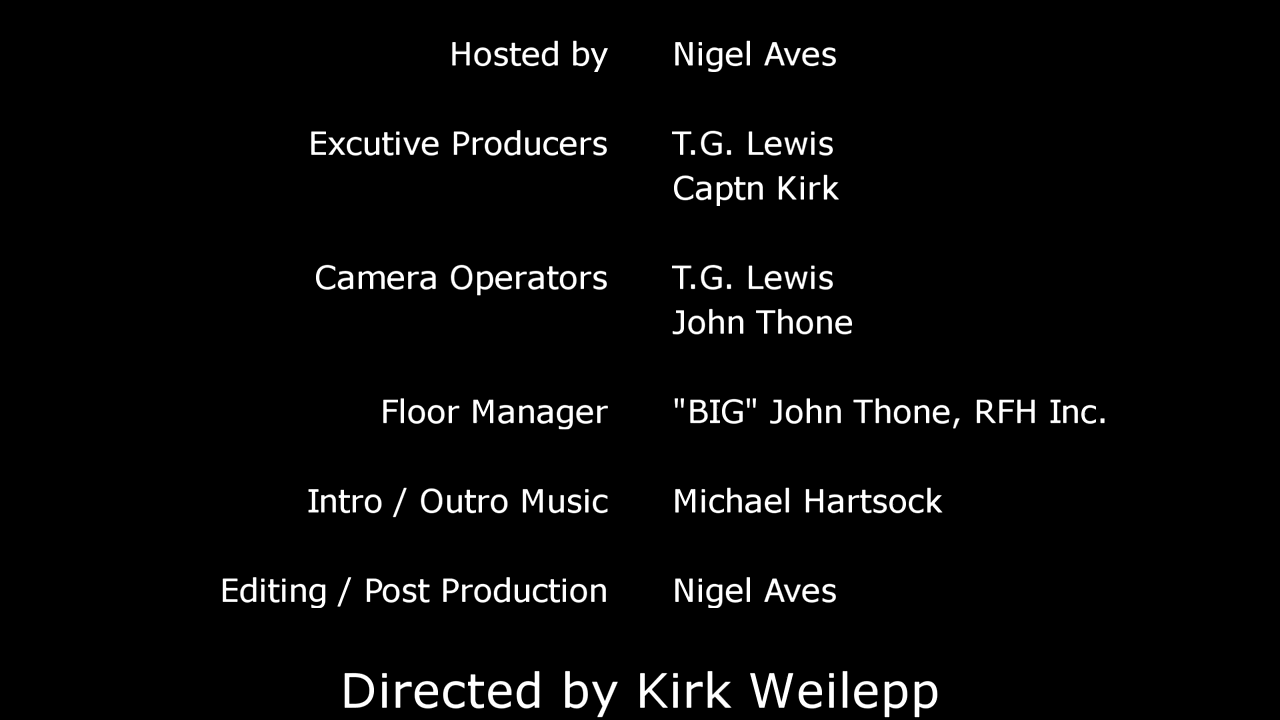 Hosted by Nigel Aves
Excutive Producers T.G. Lewis
Captn Kirk
Camera Operators T.G. Lewis
John Thone
Floor Manager "BIG" John Thone, RFH Inc.
Intro / Outro Music Michael Hartsock
Editing / Post Production Nigel Aves
Directed by Kirk Weilepp